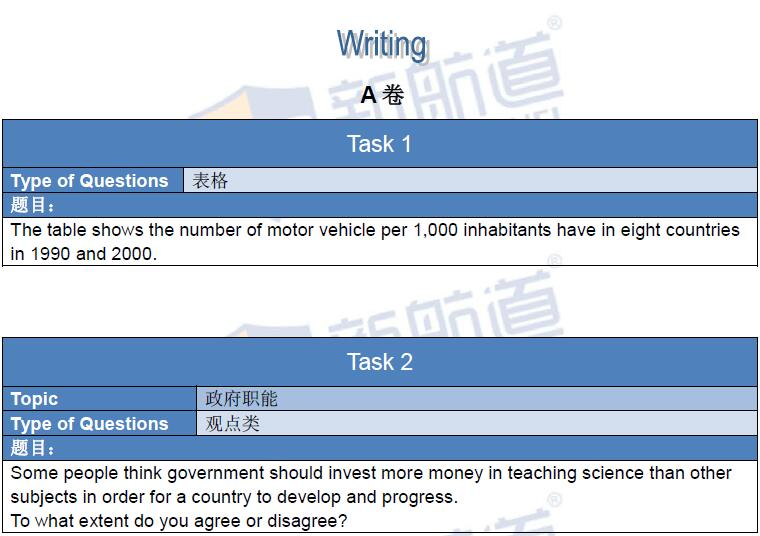 Writing
A 卷
Task 1
Type of Questions 表格
题目：
The table shows the number of motor vehicle per 1,000 inhabitants have in eight countries
in 1990 and 2000.
新航道
Task 2
Topic 政府职能
Type of Questions 观点类
题目：
Some people think government should invest more money in teaching science than other
subjects in order for a country to develop and progress.
To what extent do you agree or disagree?